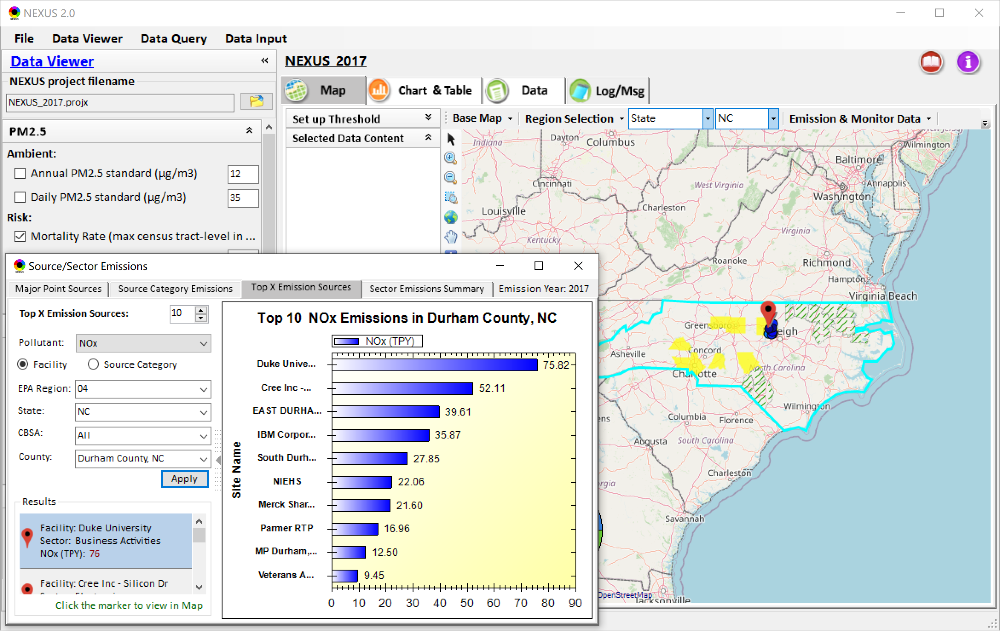 NEXUS 2.0
File Data Viewer Data Query Data Input
Data Viewer «
NEXUS project filename
NEXUS_2017.projx
PM2.5
Ambient:
Annual PM2.5 standard (µg/m3) 12
Daily PM2.5 standard (µg/m3) 35
Risk:
Mortality Rate (max census tract-level in ...
NEXUS_2017
Map Chart & Table Data Log/Msg
Set up Threshold
Selected Data Content
Base Map Region Selection State NC Emission & Monitor Data
Indiana
Dayton
Columbus
Wilmington
Baltimore
Cincinnati
West Virginia
Annapolis
Washington
Louisville
Charleston
Kentucky
Virginia
Roanoke
Richmond
Hampton
Virginia Beach
Greensboro
eigh
Asheville
Concord
North Carolina
Charlotte
Wilmington
ens
Columbia
Florence
Augusta
South Carolina
Charleston
rgia
Savannah
OpenStreetMap
Jacksonville
Source/Sector Emissions
Major Point Sources Source Category Emissions Top X Emission Sources Sector Emissions Summary Emission Year: 2017
Top X Emission Sources: 10
Pollutant: NOx
Facility Source Category
EPA Region: 04
State: NC
CBSA: All
County: Durham County, NC
Apply
Results
Facility: Duke University
Sector: Business Activities
NOx (TPY): 76
Facility: Cree Inc - Silicon Dr
Click the marker to view in Map
Top 10 NOx Emissions in Durham County, NC
NOx (TPY)
Site Name
Duke Unive... 75.82
Cree Inc -... 52.11
EAST DURHA... 39.61
IBM Corpor... 35.87
South Durh... 27.85
NIEHS 22.06
Merck Shar... 21.60
Parmer RTP 16.96
MP Durham,... 12.50
Veterans A... 9.45
0 10 20 30 40 50 60 70 80 90